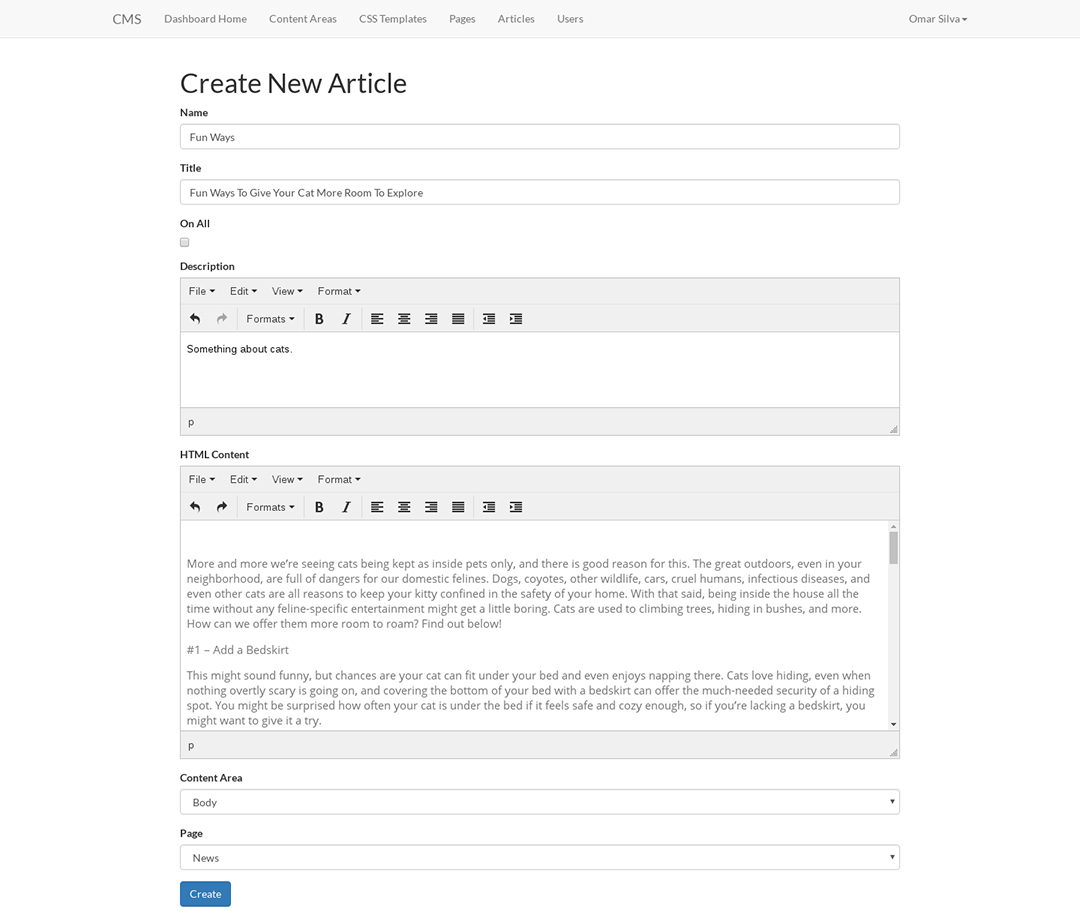 CMS Dashboard Home Content Areas CSS Templates Pages Articles Users Omar Silva
Create New Article
Name
Fun Ways
Title
Fun Ways To Give Your Cat More Room To Explore
On All
Description
File Edit View Format
Formats B I
Something about cats.
p
HTML Content
File Edit View Format
Formats B I
More and more we’re seeing cats being kept as inside pets only, and there is good reason for this. The great outdoors, even in your
neighborhood, are full of dangers for our domestic felines. Dogs, coyotes, other wildlife, cars, cruel humans, infectious diseases, and
even other cats are all reasons to keep your kitty confined in the safety of your home. With that said, being inside the house all the
time without any feline-specific entertainment might get a little boring. Cats are used to climbing trees, hiding in bushes, and more.
How can we offer them more room to roam? Find out below!
#1 – Add a Bedskirt
This might sound funny, but chances are your cat can fit under your bed and even enjoys napping there. Cats love hiding, even when
nothing overtly scary is going on, and covering the bottom of your bed with a bedskirt can offer the much-needed security of a hiding
spot. You might be surprised how often your cat is under the bed if it feels safe and cozy enough, so if you’re lacking a bedskirt, you
might want to give it a try.
p
Content Area
Body
Page
News
Create